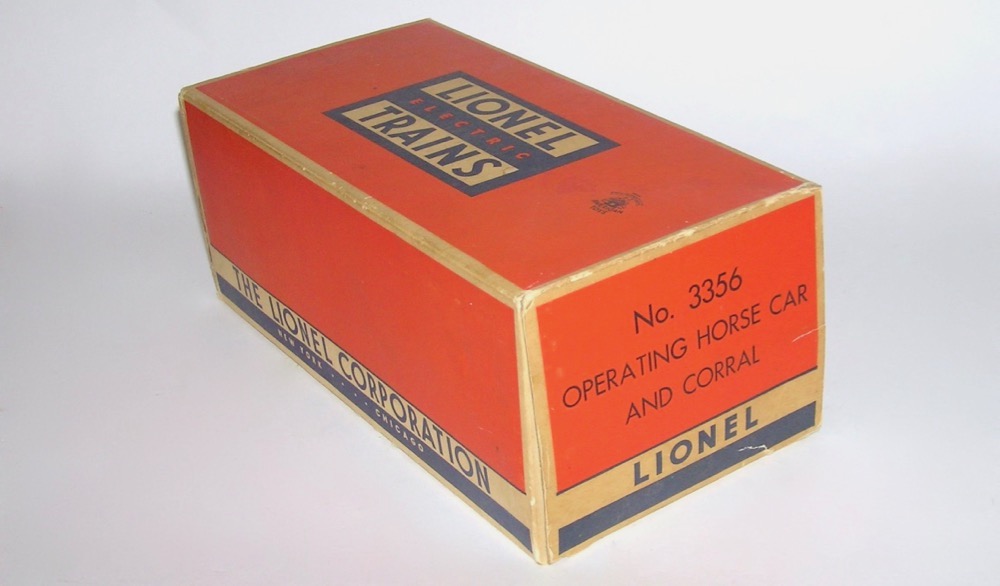 LIONEL
ELECTRIC
TRAINS
No. 3356
OPERATING HORSE CAR
AND CORRAL
LIONEL
THE LIONEL CORPORATION
NEW YORK . . . CHICAGO